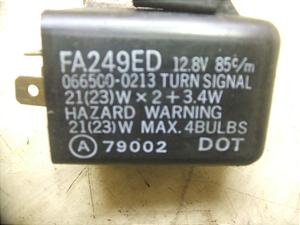 FA249ED 12.8V 85c/m
066500-0213 TURN SIGNAL
21(23)W × 2 + 3.4W
HAZARD WARNING
21(23)W MAX. 4BULBS
A 79002 DOT